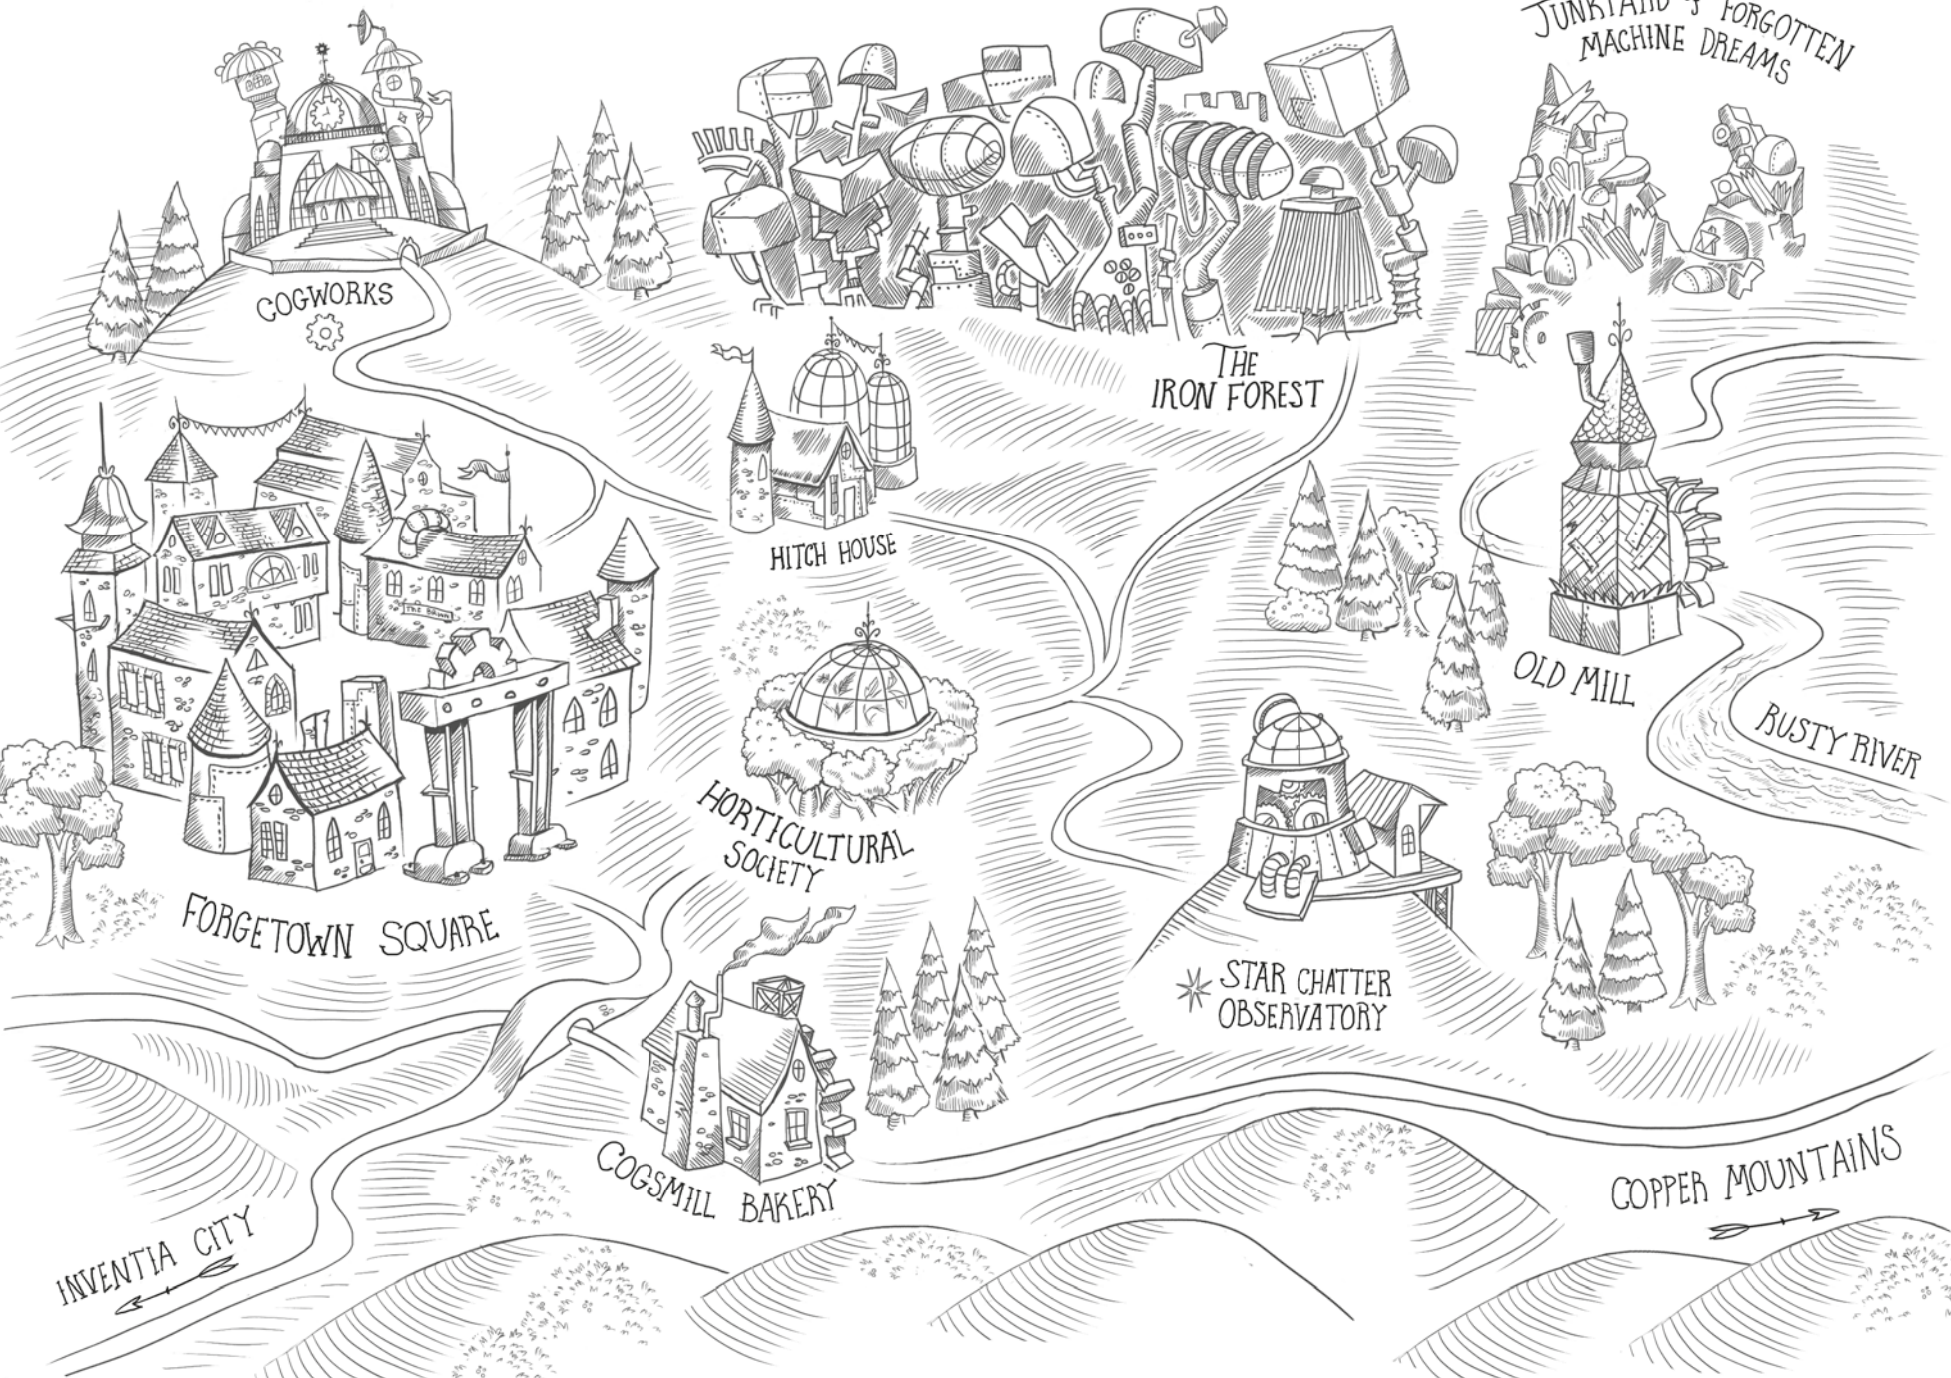 JUNKYARD of FORGOTTEN
MACHINE DREAMS
COGWORKS
THE
IRON FOREST
HITCH HOUSE
OLD MILL
RUSTY RIVER
HORTICULTURAL
SOCIETY
FORGETOWN SQUARE
STAR CHATTER
OBSERVATORY
COGSMILL BAKERY
COPPER MOUNTAINS
INVENTIA CITY